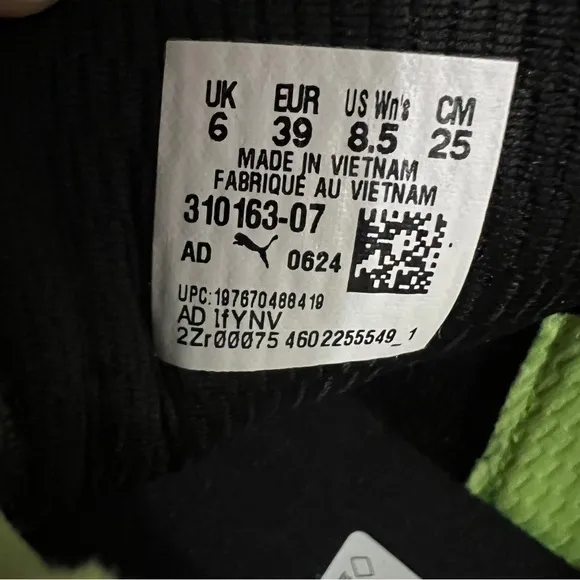 UK EUR US Wn's CM
6 39 8.5 25
MADE IN VIETNAM
FABRIQUE AU VIETNAM
310163-07
AD 0624
UPC:197670468419
AD 1fYNV
2Zr00075 4602255549_1